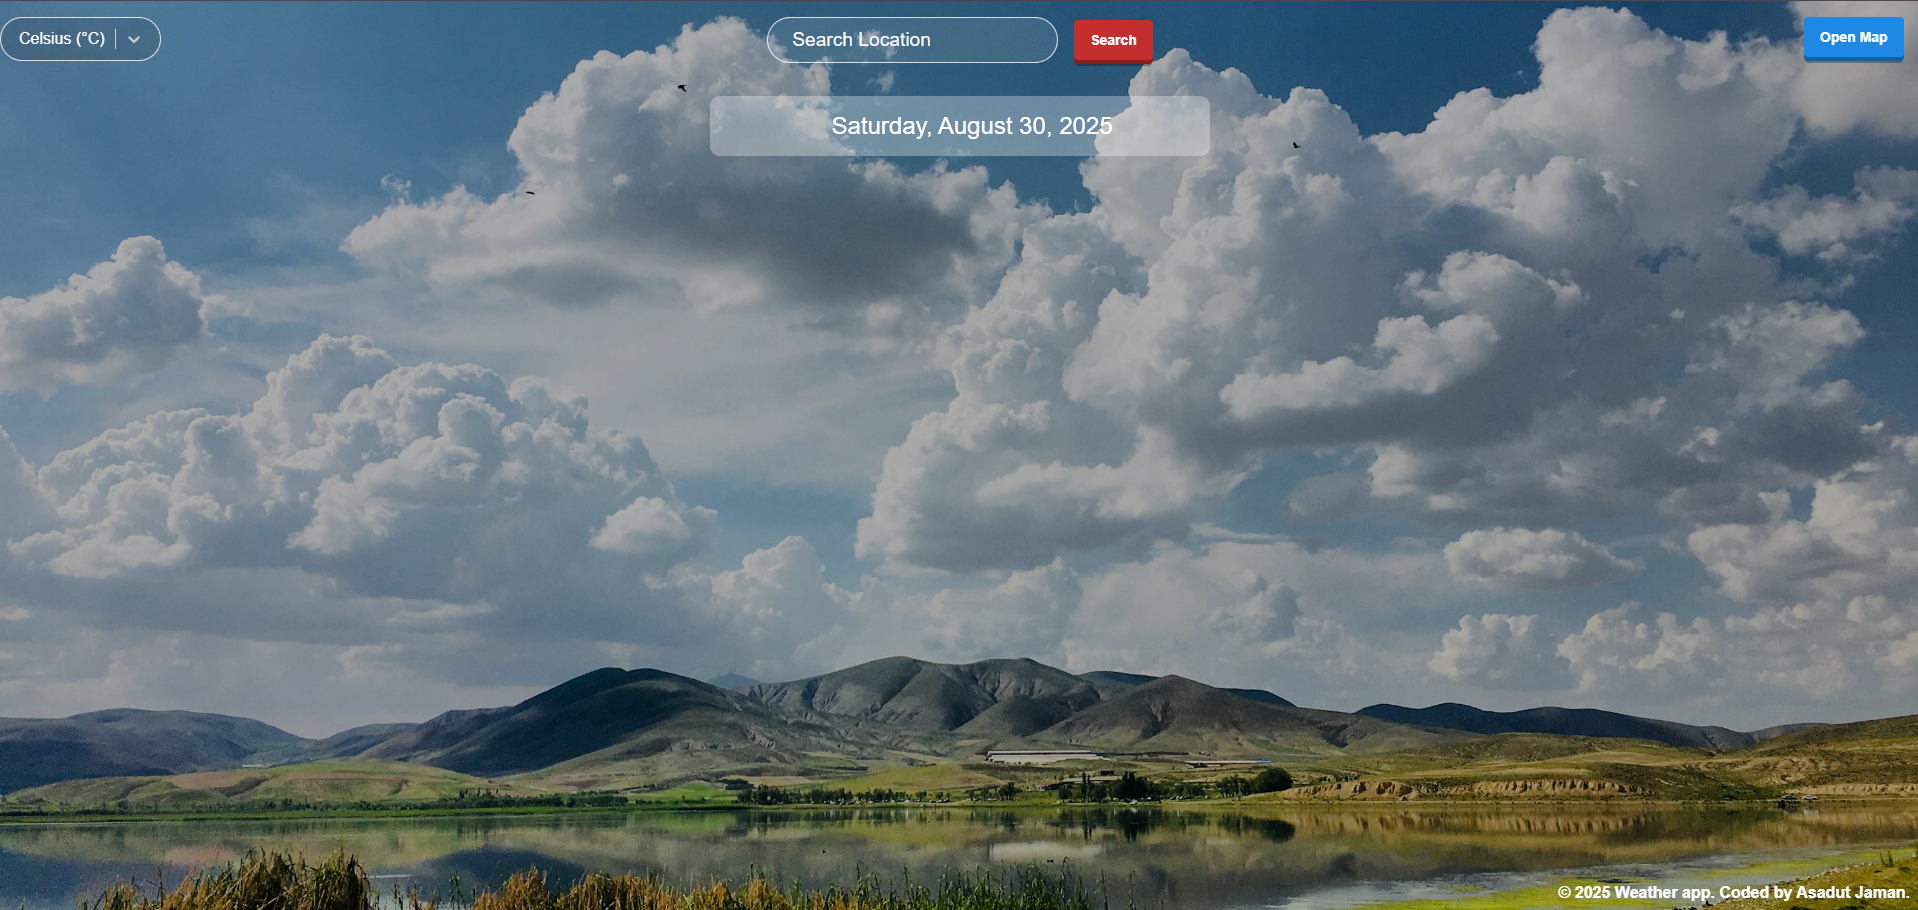 Celsius (°C)
Search Location
Search
Open Map
Saturday, August 30, 2025
© 2025 Weather app. Coded by Asadut Jaman.